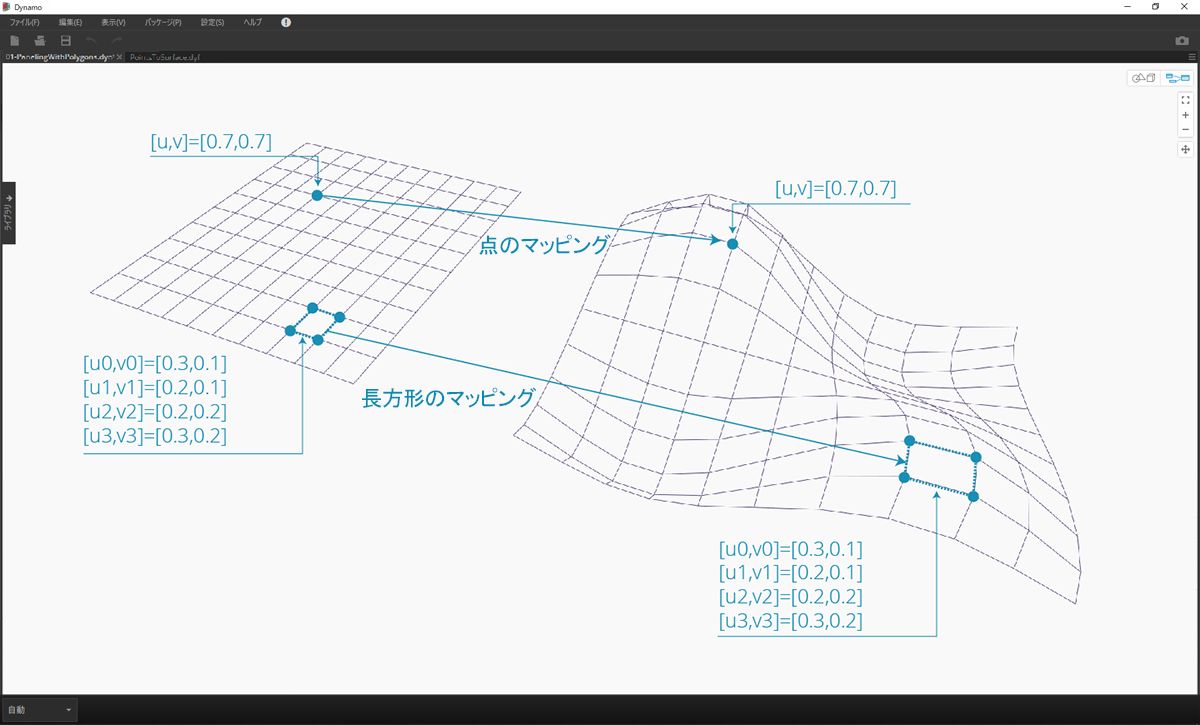 Dynamo
ファイル(F) 編集(E) 表示(V) パッケージ(P) 設定(S) ヘルプ
01-PanelingWithPolygons.dyn* PointsToSurface.dyf
ライブラリ
[u,v]=[0.7,0.7]
[u,v]=[0.7,0.7]
点のマッピング
[u0,v0]=[0.3,0.1]
[u1,v1]=[0.2,0.1]
[u2,v2]=[0.2,0.2]
[u3,v3]=[0.3,0.2]
長方形のマッピング
[u0,v0]=[0.3,0.1]
[u1,v1]=[0.2,0.1]
[u2,v2]=[0.2,0.2]
[u3,v3]=[0.3,0.2]
自動